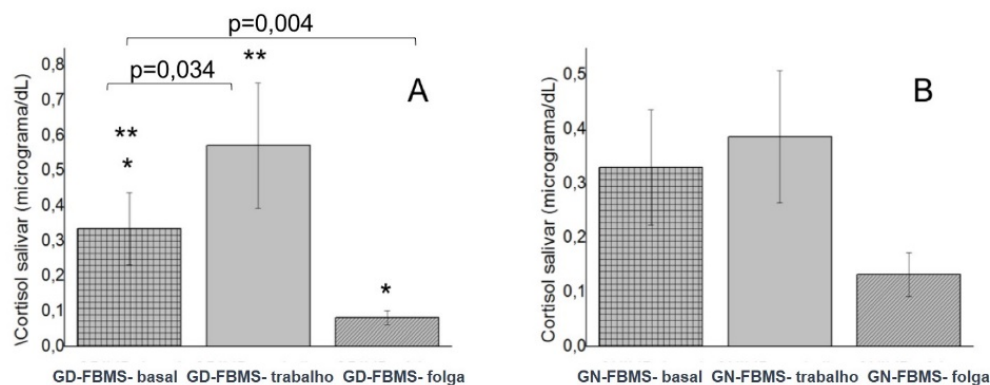 p=0,004
p=0,034
**
**
*
*
A
\Cortisol salivar (micrograma/dL)
0,8
0,7
0,6
0,5
0,4
0,3
0,2
0,1
0,0
GD-FBMS- basal GD-FBMS- trabalho GD-FBMS- folga
B
Cortisol salivar (micrograma/dL)
0,5
0,4
0,3
0,2
0,1
0,0
GN-FBMS- basal GN-FBMS- trabalho GN-FBMS- folga